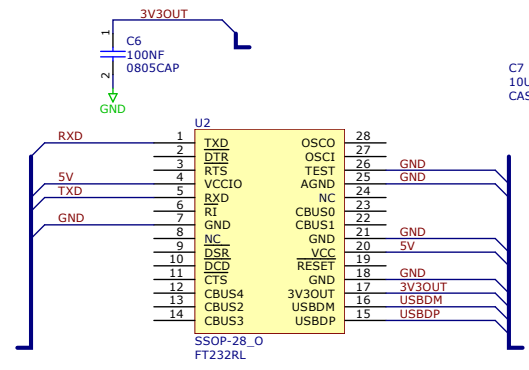 3V3OUT
1
C6
100NF
0805CAP
2
GND
C7
10U
CAS
U2
RXD 1 TXD OSCO 28
2 DTR OSCI 27
3 RTS TEST 26 GND
5V 4 VCCIO AGND 25 GND
TXD 5 RXD NC 24
6 RI CBUS0 23
GND 7 GND CBUS1 22
8 NC GND 21 GND
9 DSR VCC 20 5V
10 DCD RESET 19
11 CTS GND 18 GND
12 CBUS4 3V3OUT 17 3V3OUT
13 CBUS2 USBDM 16 USBDM
14 CBUS3 USBDP 15 USBDP
SSOP-28_O
FT232RL